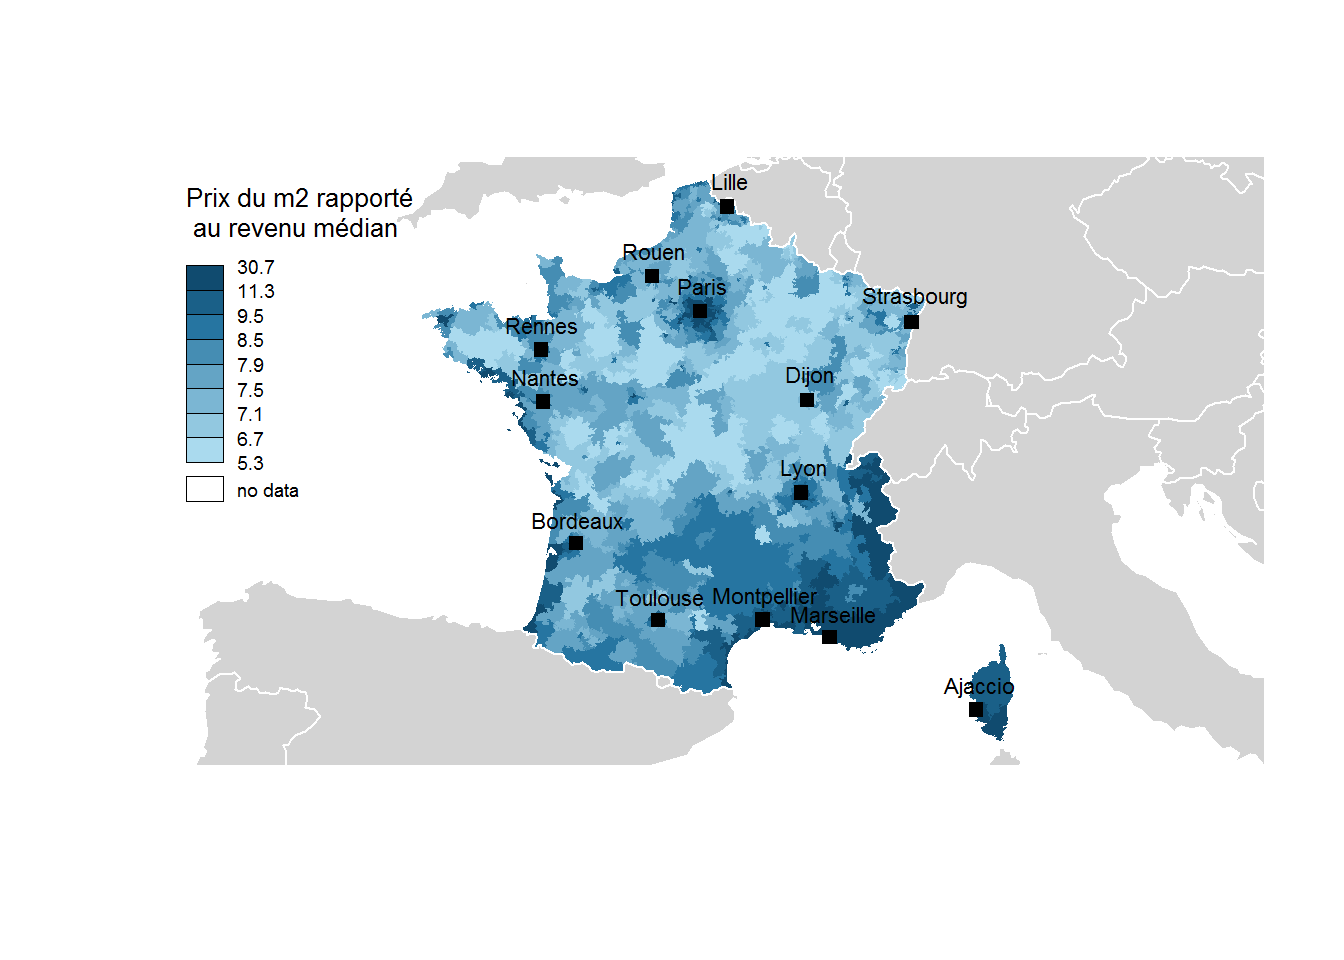 Prix du m2 rapporté
au revenu médian
30.7
11.3
9.5
8.5
7.9
7.5
7.1
6.7
5.3
no data
Lille
Rouen
Paris
Strasbourg
Rennes
Nantes
Dijon
Lyon
Bordeaux
Toulouse
Montpellier
Marseille
Ajaccio